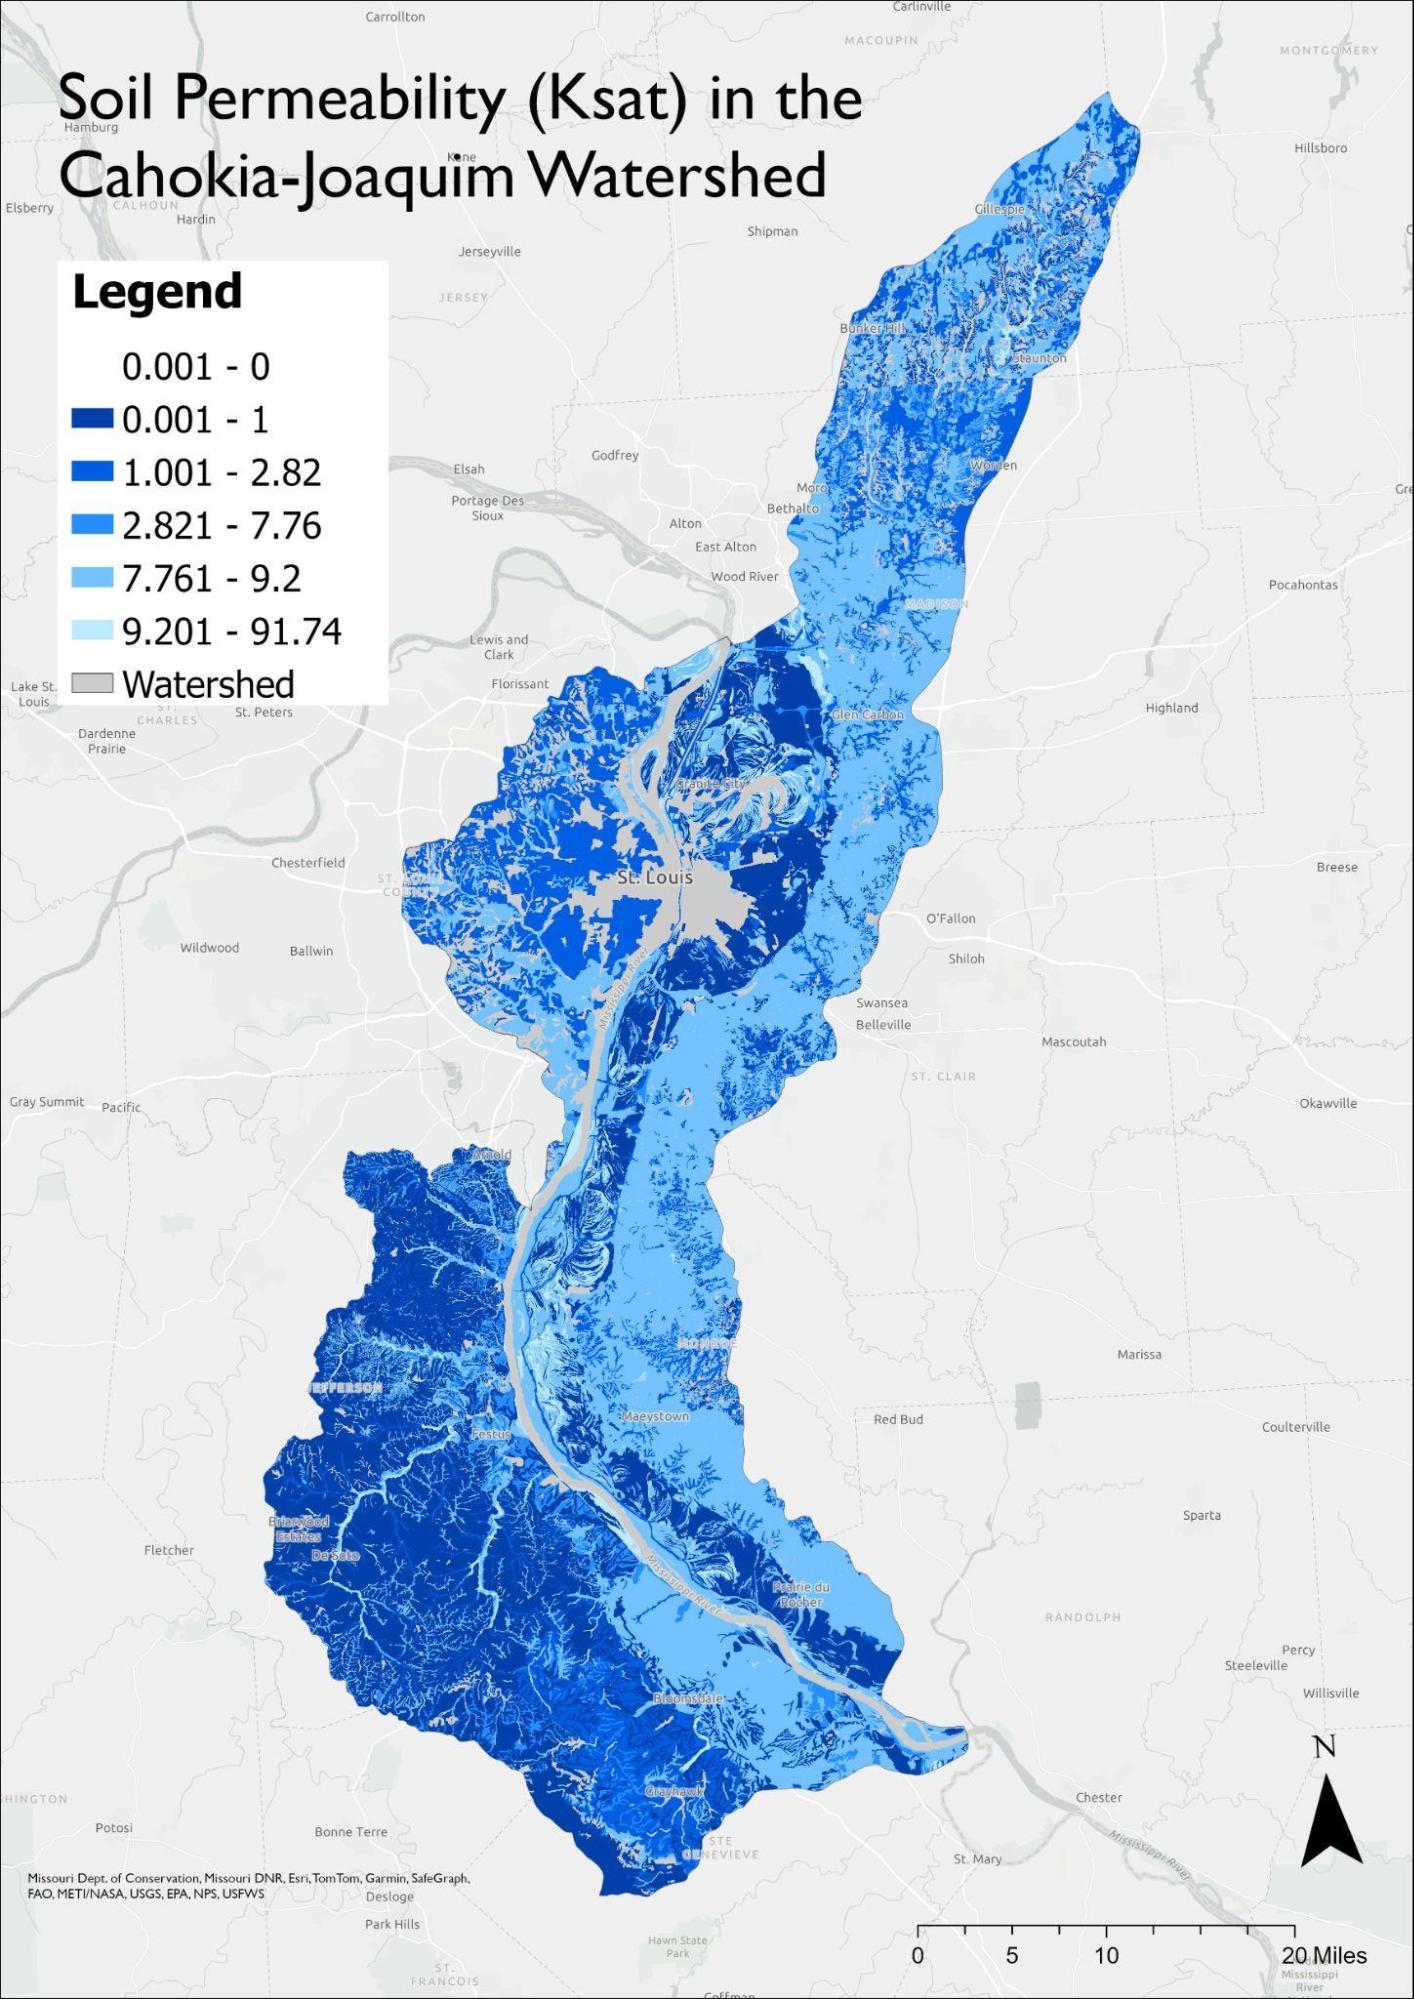 Carrollton
Carlinville
MACOUPIN
MONTGOMERY
Soil Permeability (Ksat) in the
Hamburg
Hillsboro
Kane
Cahokia-Joaquim Watershed
Elsberry
CALHOUN
Hardin
Gillespie
Shipman
Jerseyville
Legend
JERSEY
0.001 - 0
0.001 - 1
1.001 - 2.82
2.821 - 7.76
7.761 - 9.2
9.201 - 91.74
Watershed
Bunker Hill
Staunton
Godfrey
Elsah
Worden
Moro
Portage Des
Sioux
Bethalto
Alton
East Alton
Wood River
Pocahontas
MADISON
Lewis and
Clark
Florissant
Lake St.
Louis
ST.
CHARLES
St. Peters
Glen Carbon
Highland
Dardenne
Prairie
Granite City
Chesterfield
Breese
ST. LOUIS
COUNTY
St. Louis
O'Fallon
Wildwood
Ballwin
Shiloh
Mississippi River
Swansea
Belleville
Mascoutah
ST. CLAIR
Gray Summit
Pacific
Okawville
Arnold
MONROE
Marissa
JEFFERSON
Maeystown
Red Bud
Coulterville
Festus
Briarwood
Estates
Sparta
Fletcher
De Soto
Mississippi River
Prairie du
Rocher
RANDOLPH
Percy
Steeleville
Willisville
Bloomsdale
N
Grayhawk
SHINGTON
Chester
Potosi
Bonne Terre
STE
GENEVIEVE
Mississippi River
St. Mary
Missouri Dept. of Conservation, Missouri DNR, Esri, TomTom, Garmin, SafeGraph,
FAO, METI/NASA, USGS, EPA, NPS, USFWS
Desloge
Park Hills
Hawn State
Park
0 5 10 20 Miles
ST.
FRANCOIS
Mississippi
River
Coffman